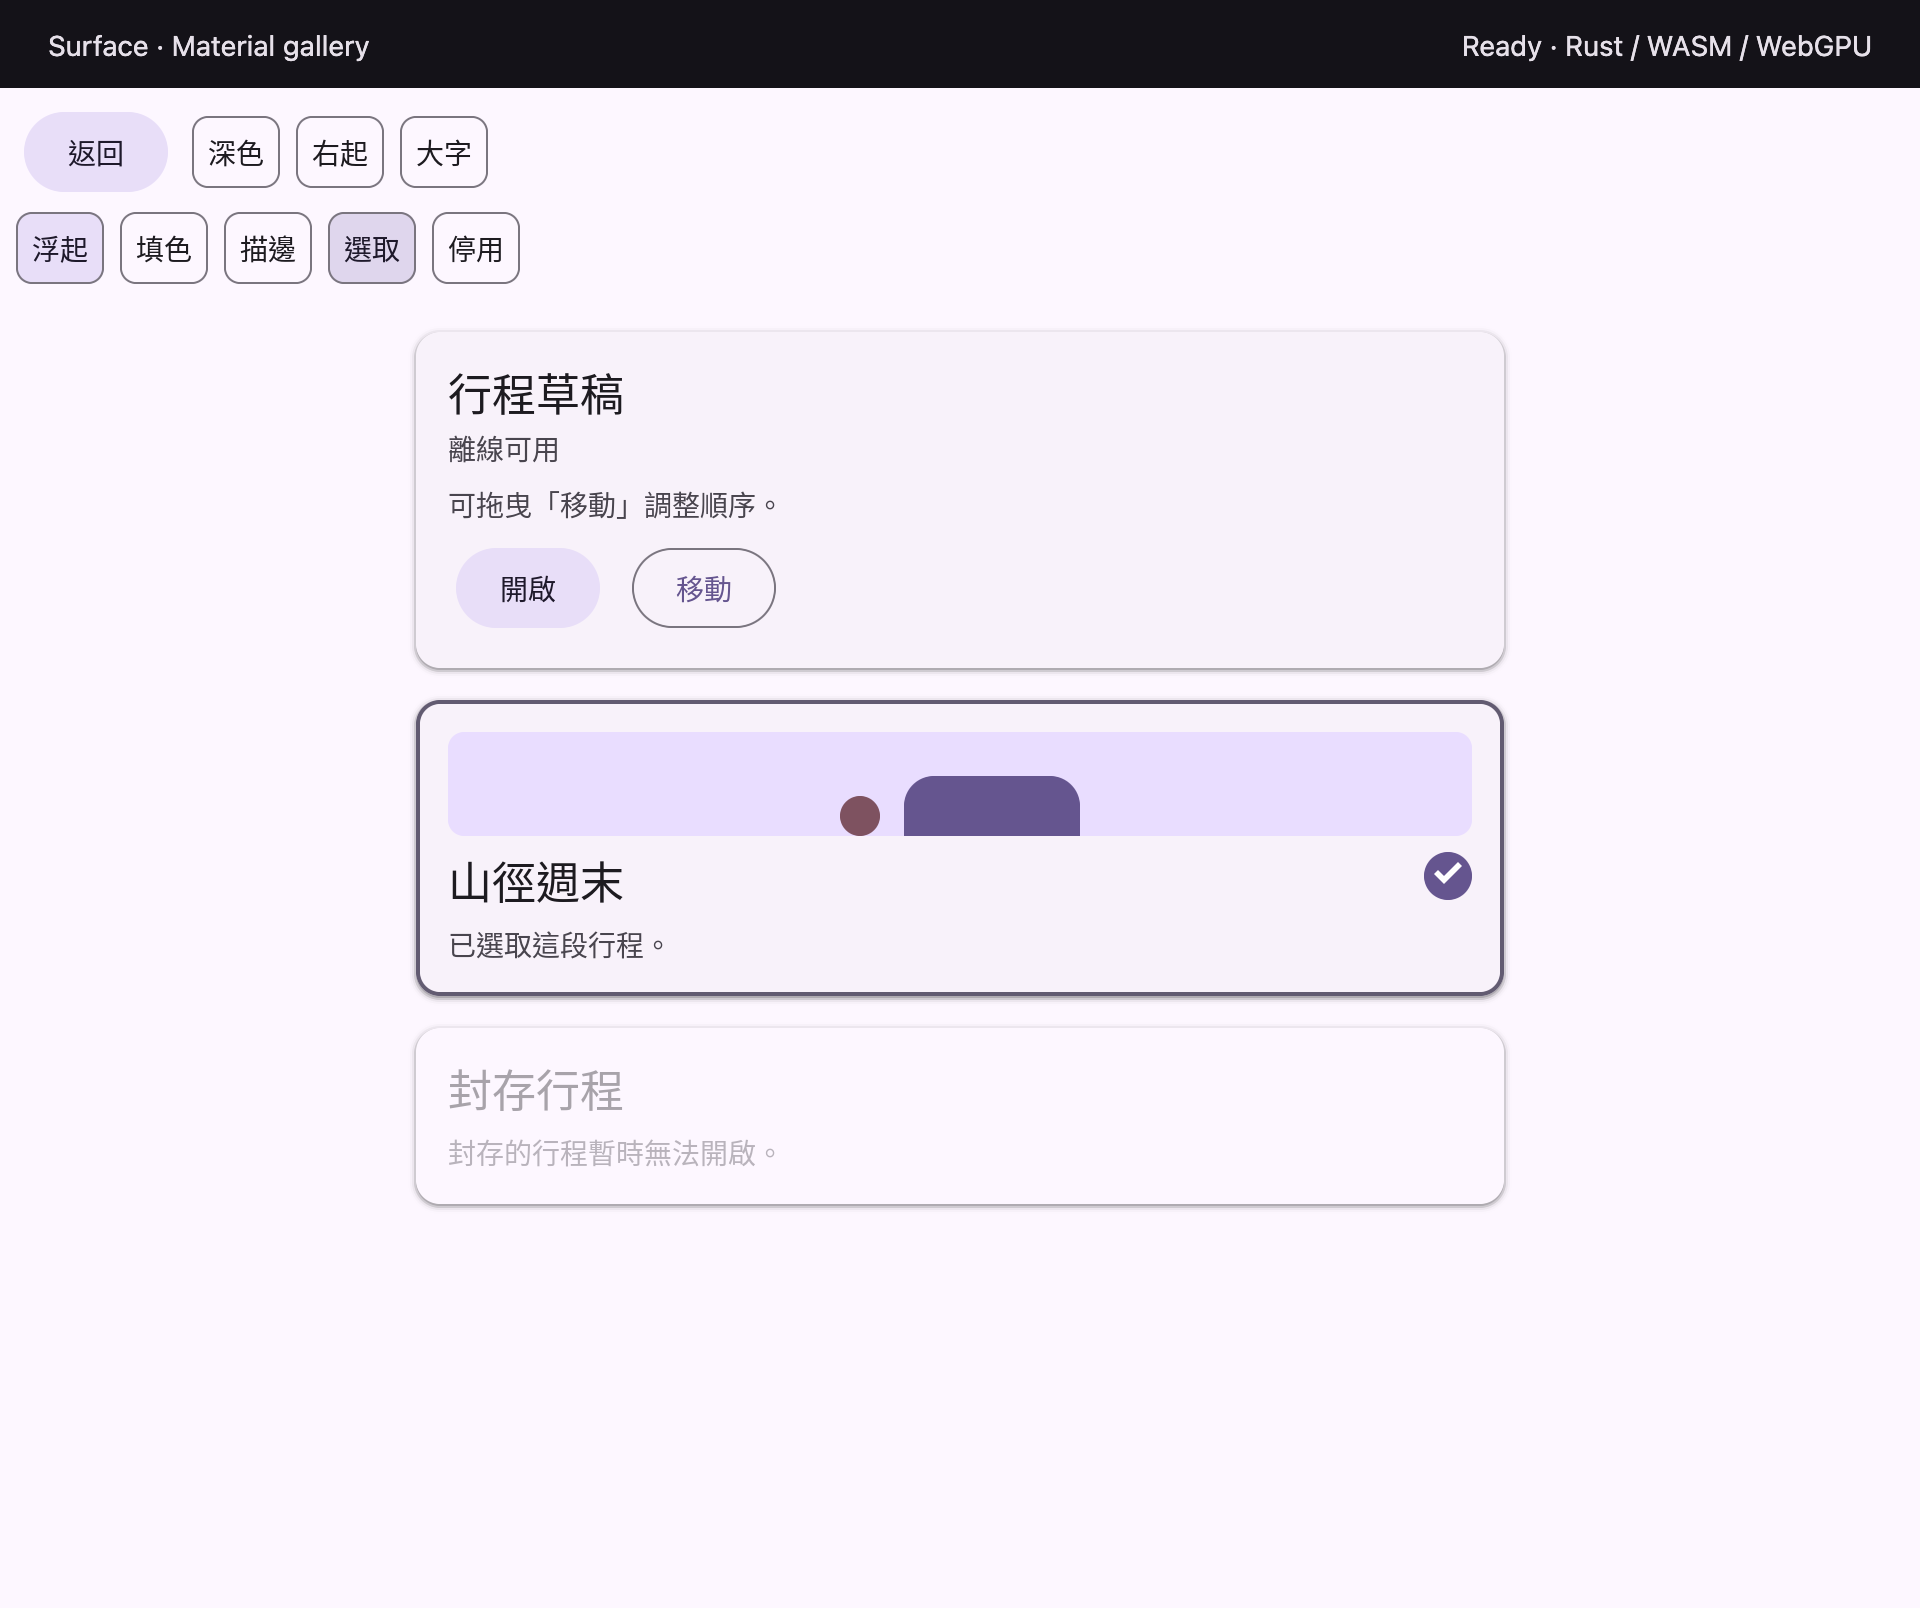 Surface · Material gallery
Ready · Rust / WASM / WebGPU
返回 深色 右起 大字
浮起 填色 描邊 選取 停用
行程草稿
離線可用
可拖曳「移動」調整順序。
開啟 移動
山徑週末
已選取這段行程。
封存行程
封存的行程暫時無法開啟。